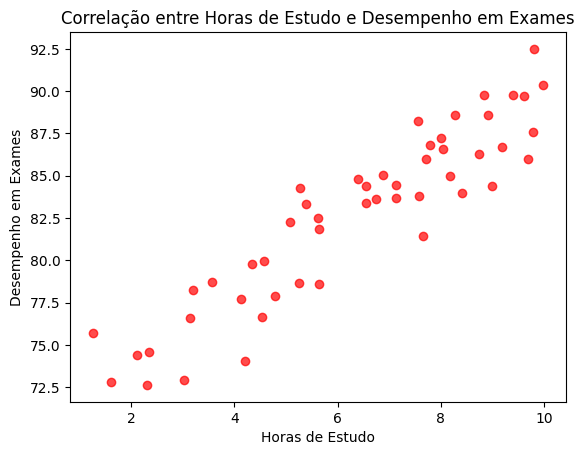 Correlação entre Horas de Estudo e Desempenho em Exames
92.5
90.0
87.5
85.0
82.5
80.0
77.5
75.0
72.5
Desempenho em Exames
2 4 6 8 10
Horas de Estudo